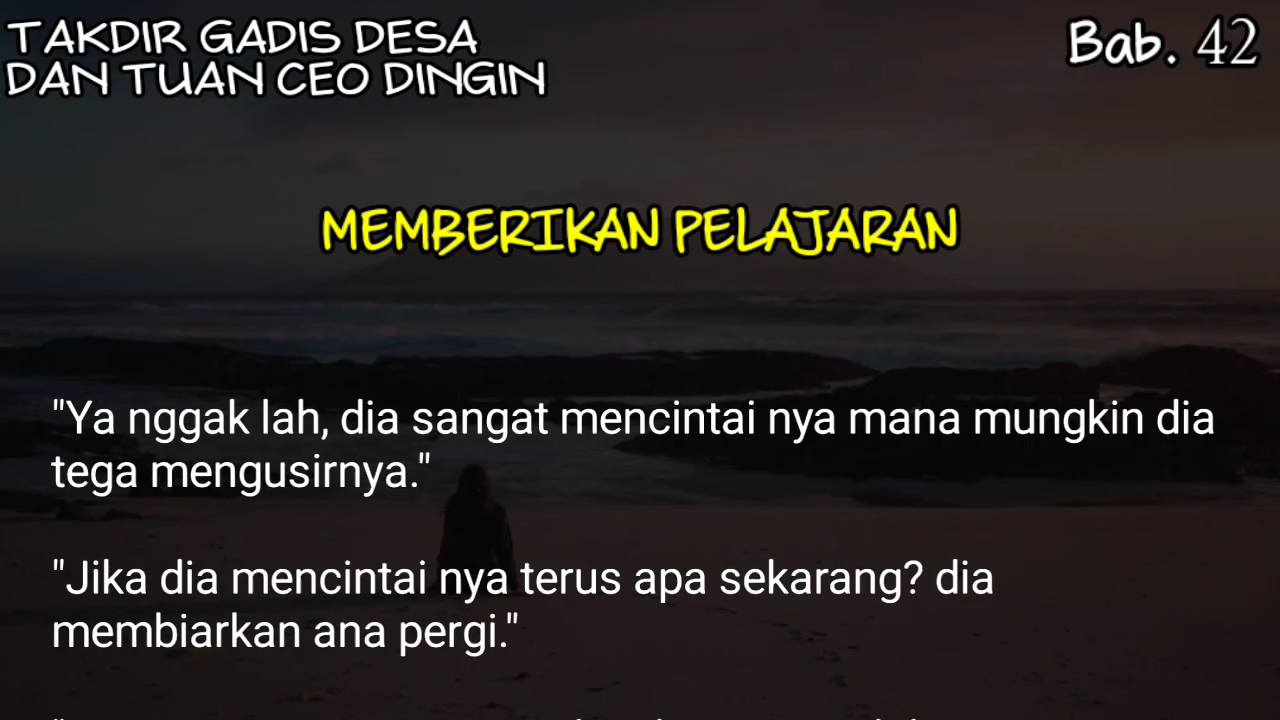 TAKDIR GADIS DESA
DAN TUAN CEO DINGIN
Bab. 42
MEMBERIKAN PELAJARAN
"Ya nggak lah, dia sangat mencintai nya mana mungkin dia
tega mengusirnya."
"Jika dia mencintai nya terus apa sekarang? dia
membiarkan ana pergi."